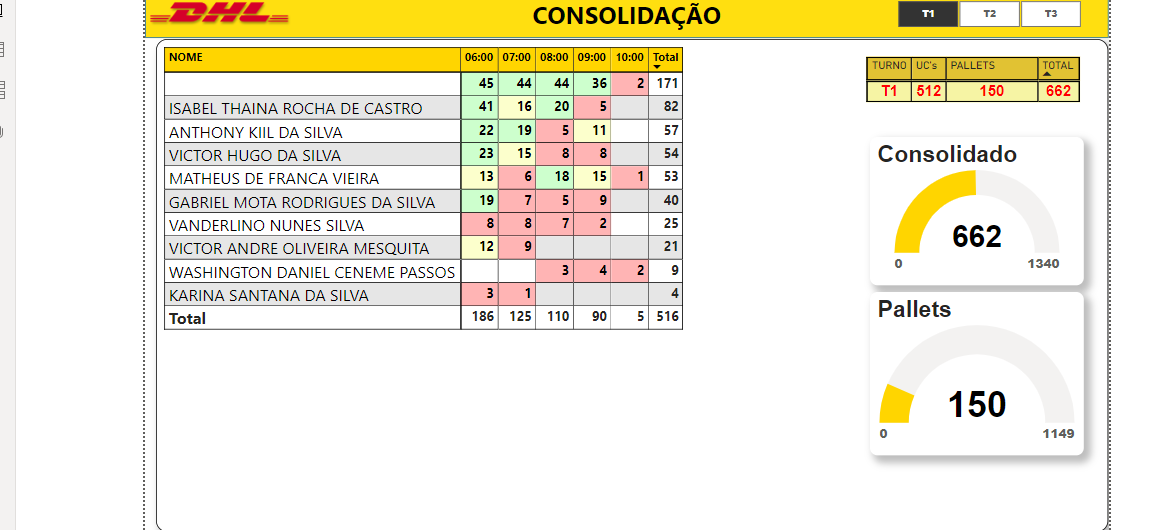 DHL
CONSOLIDAÇÃO
T1 T2 T3
NOME 06:00 07:00 08:00 09:00 10:00 Total
45 44 44 36 2 171
ISABEL THAINA ROCHA DE CASTRO 41 16 20 5 82
ANTHONY KIIL DA SILVA 22 19 5 11 57
VICTOR HUGO DA SILVA 23 15 8 8 54
MATHEUS DE FRANCA VIEIRA 13 6 18 15 1 53
GABRIEL MOTA RODRIGUES DA SILVA 19 7 5 9 40
VANDERLINO NUNES SILVA 8 8 7 2 25
VICTOR ANDRE OLIVEIRA MESQUITA 12 9 21
WASHINGTON DANIEL CENEME PASSOS 3 4 2 9
KARINA SANTANA DA SILVA 3 1 4
Total 186 125 110 90 5 516
TURNO UC's PALLETS TOTAL
T1 512 150 662
Consolidado
662
0 1340
Pallets
150
0 1149